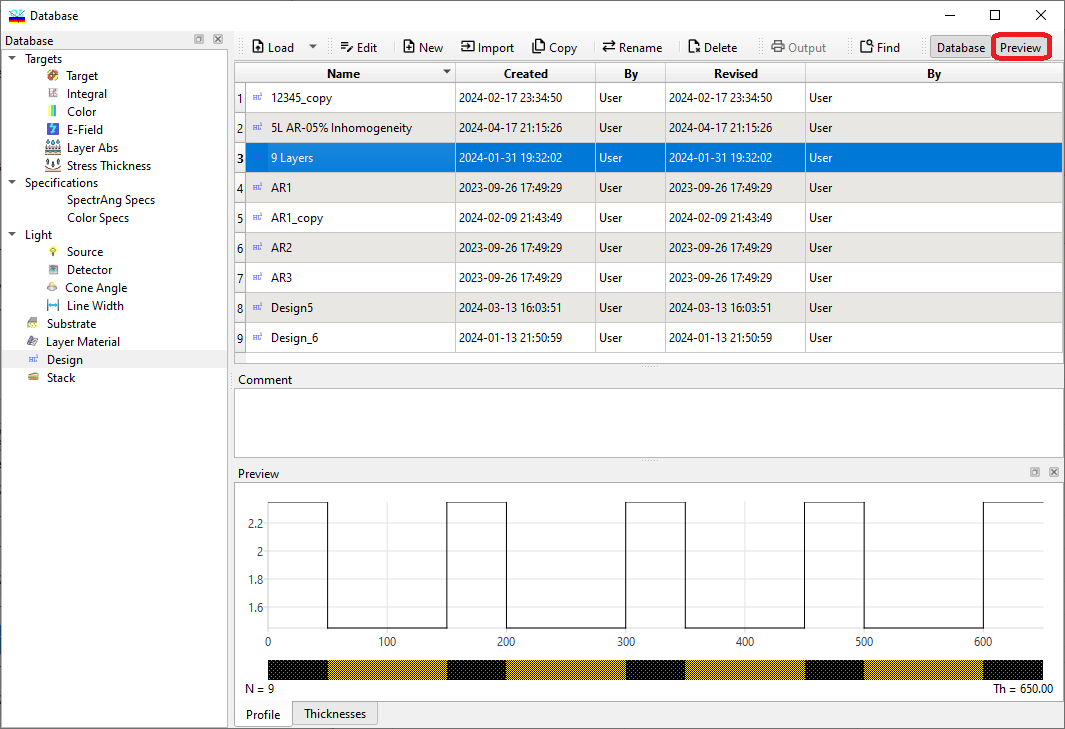 Database
Database
Targets
Target
Integral
Color
E-Field
Layer Abs
Stress Thickness
Specifications
SpectrAng Specs
Color Specs
Light
Source
Detector
Cone Angle
Line Width
Substrate
Layer Material
Design
Stack
Load Edit New Import Copy Rename Delete Output Find Database Preview
Name Created By Revised By
1 12345_copy 2024-02-17 23:34:50 User 2024-02-17 23:34:50 User
2 5L AR-05% Inhomogeneity 2024-04-17 21:15:26 User 2024-04-17 21:15:26 User
3 9 Layers 2024-01-31 19:32:02 User 2024-01-31 19:32:02 User
4 AR1 2023-09-26 17:49:29 User 2023-09-26 17:49:29 User
5 AR1_copy 2024-02-09 21:43:49 User 2024-02-09 21:43:49 User
6 AR2 2023-09-26 17:49:29 User 2023-09-26 17:49:29 User
7 AR3 2023-09-26 17:49:29 User 2023-09-26 17:49:29 User
8 Design5 2024-03-13 16:03:51 User 2024-03-13 16:03:51 User
9 Design_6 2024-01-13 21:50:59 User 2024-01-13 21:50:59 User
Comment
Preview
2.2
2
1.8
1.6
0 100 200 300 400 500 600
N = 9 Th = 650.00
Profile Thicknesses